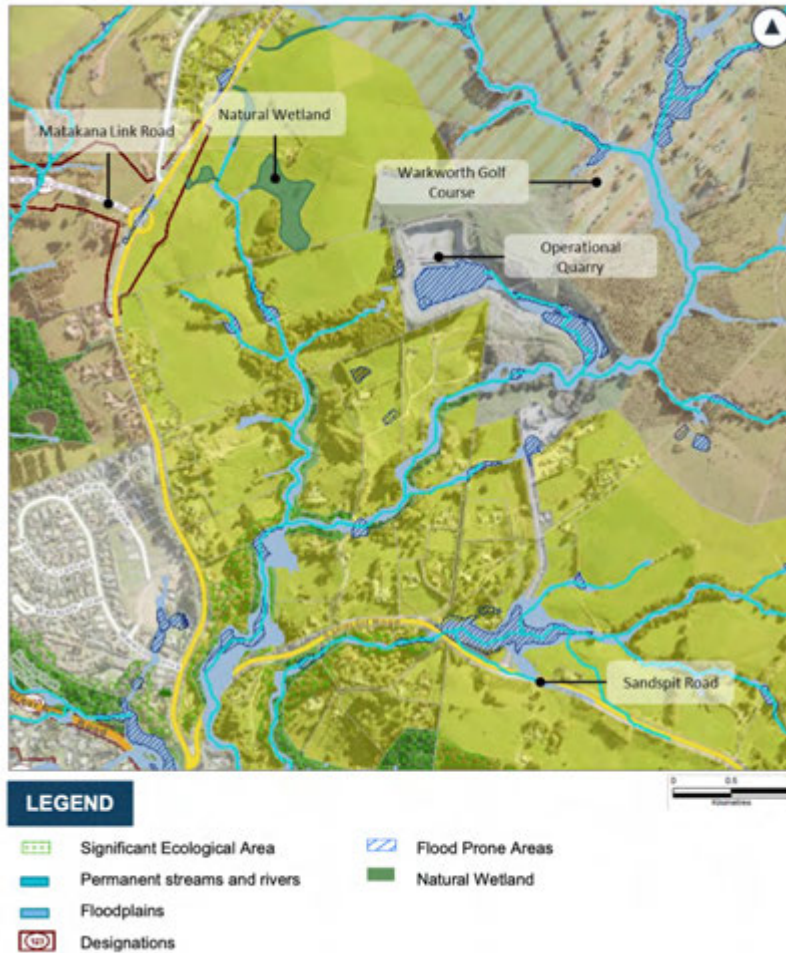 Natural Wetland
Matakana Link Road
Warkworth Golf
Course
Operational
Quarry
Sandspit Road
0 0.5
Kilometres
LEGEND
Significant Ecological Area
Permanent streams and rivers
Floodplains
Designations
Flood Prone Areas
Natural Wetland